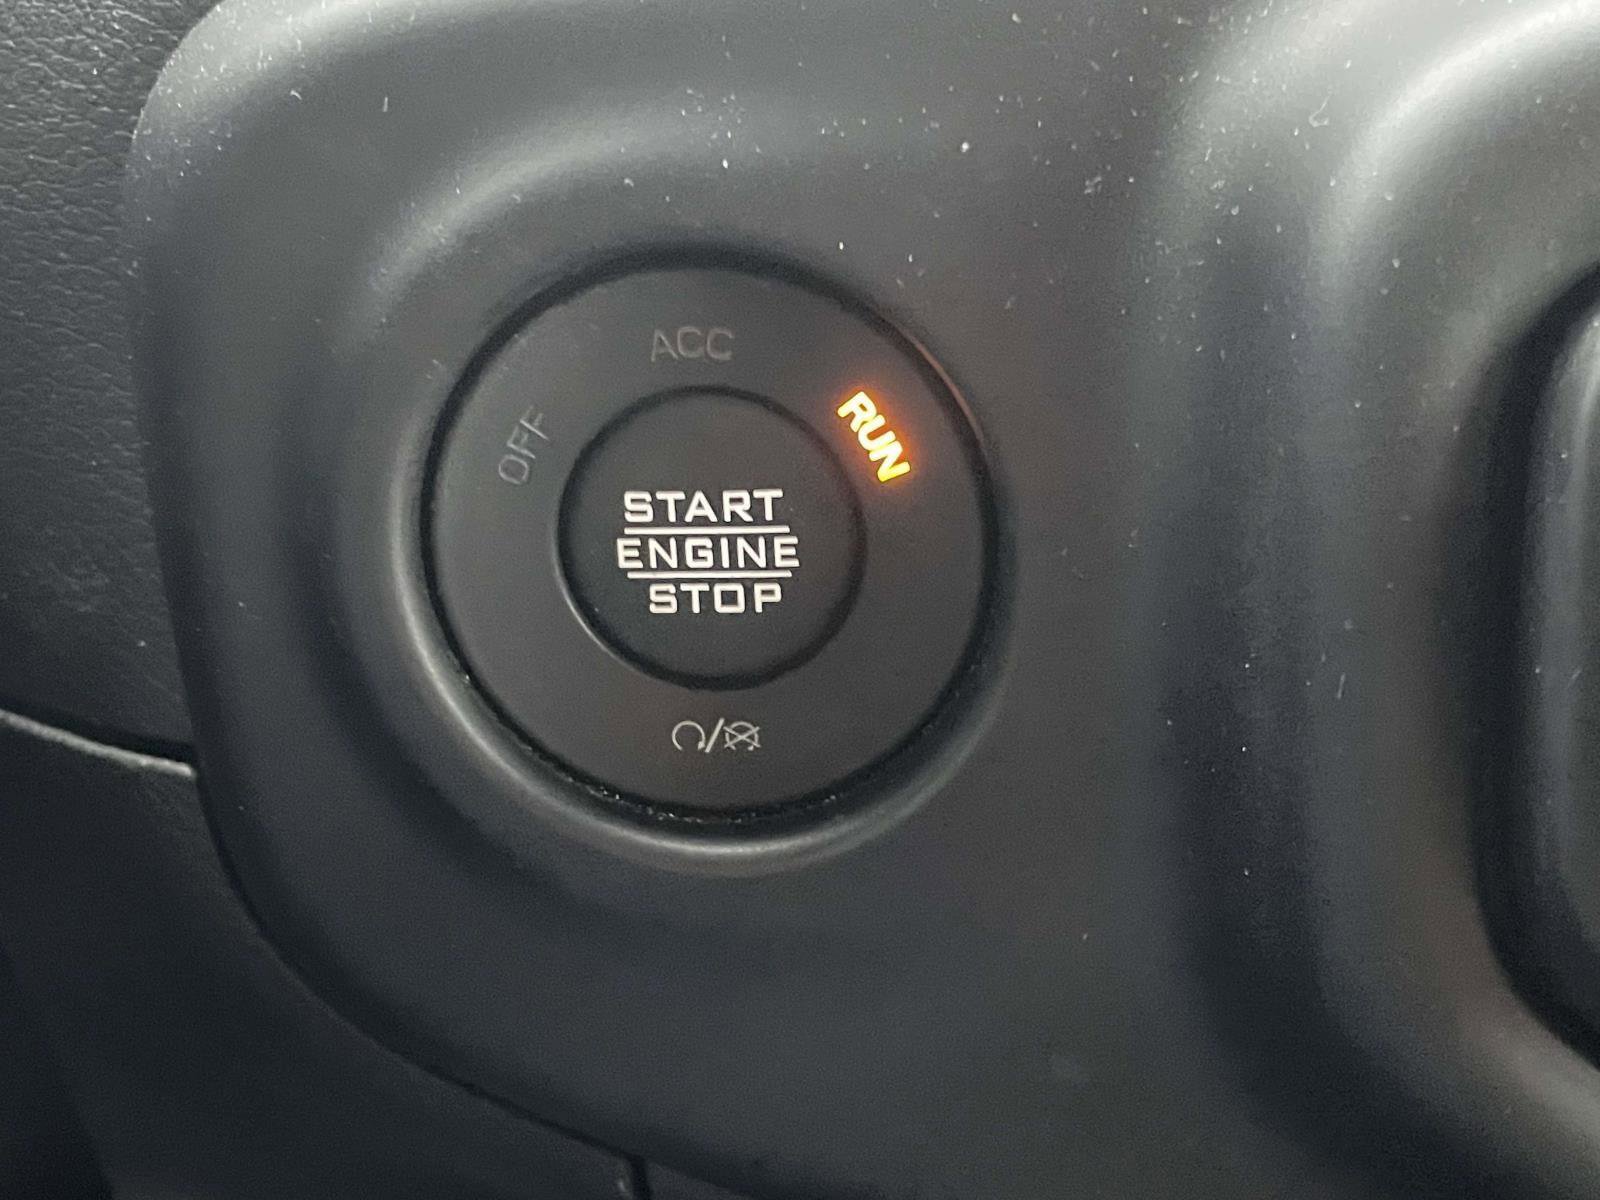 ACC
OFF
RUN
START
ENGINE
STOP